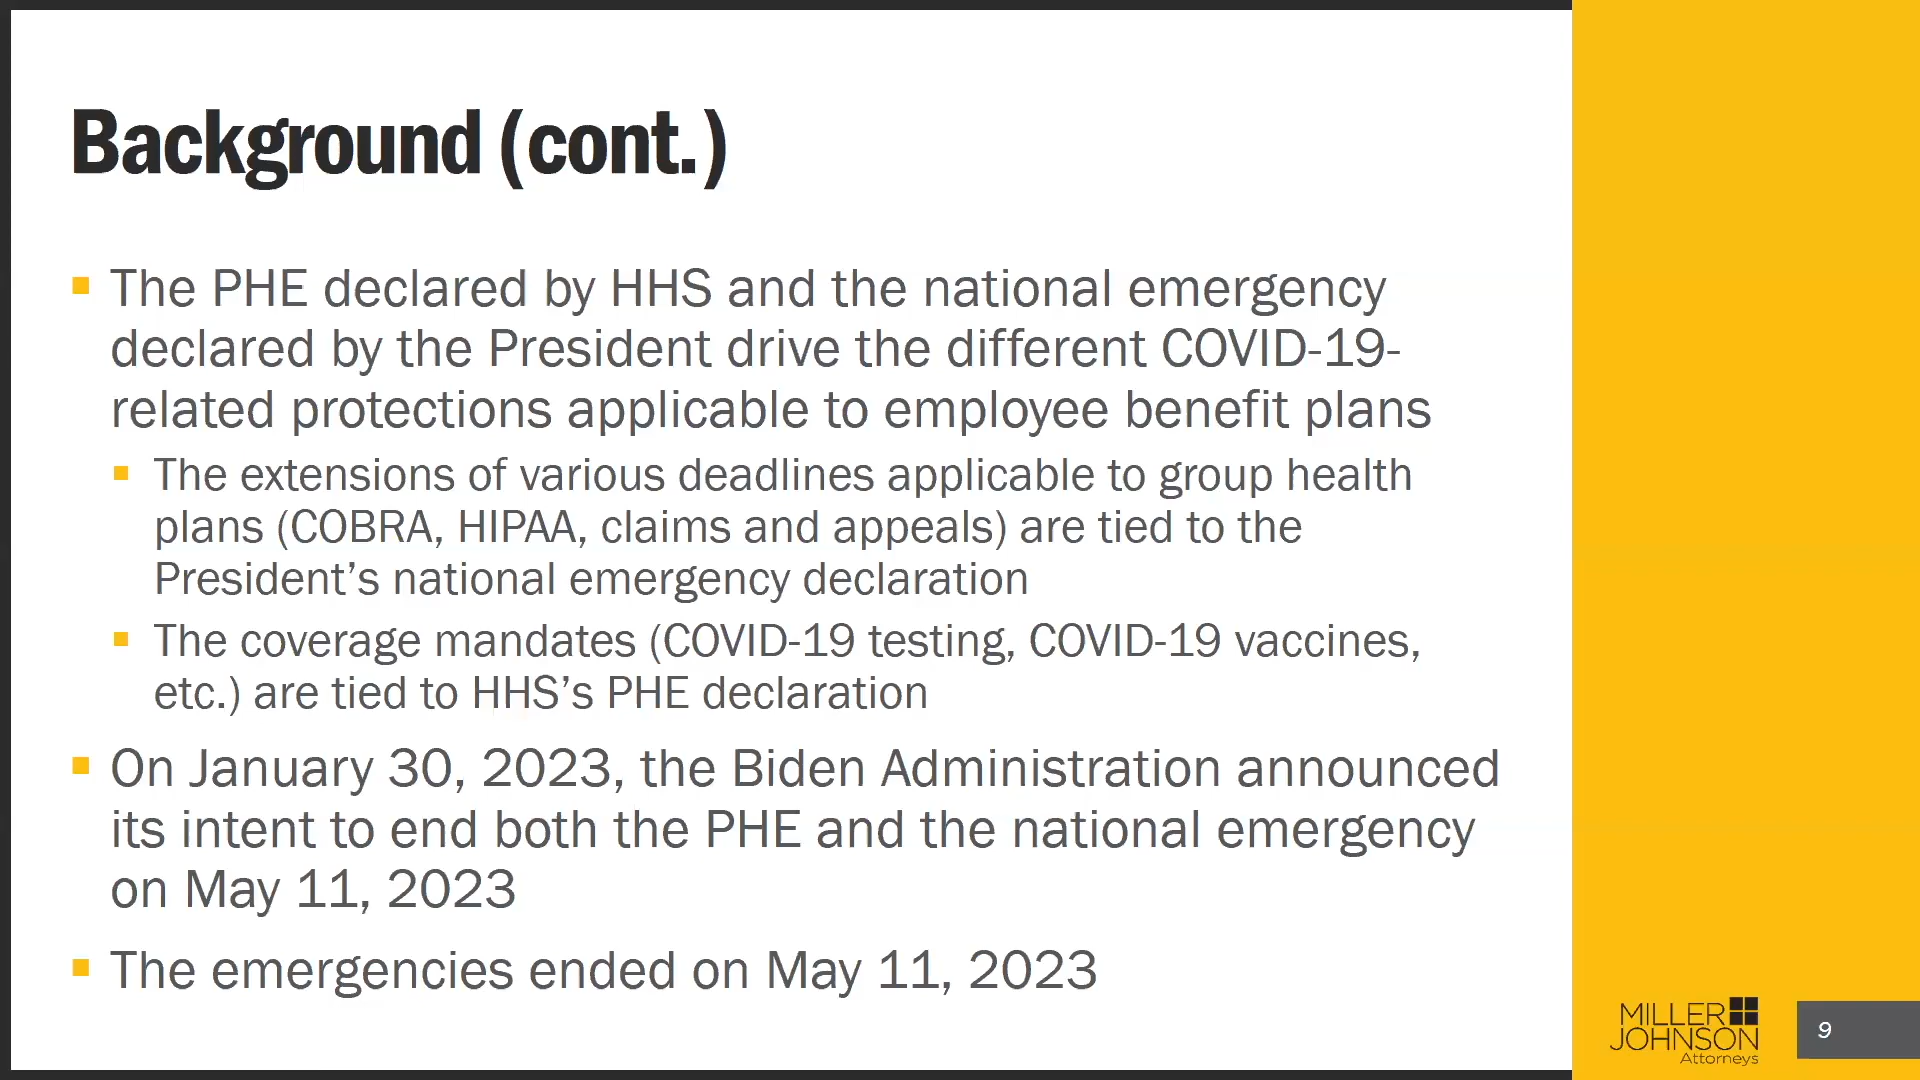 Background (cont.)
The PHE declared by HHS and the national emergency
declared by the President drive the different COVID-19-
related protections applicable to employee benefit plans
The extensions of various deadlines applicable to group health
plans (COBRA, HIPAA, claims and appeals) are tied to the
President’s national emergency declaration
The coverage mandates (COVID-19 testing, COVID-19 vaccines,
etc.) are tied to HHS’s PHE declaration
On January 30, 2023, the Biden Administration announced
its intent to end both the PHE and the national emergency
on May 11, 2023
The emergencies ended on May 11, 2023
MILLER
JOHNSON
Attorneys
9